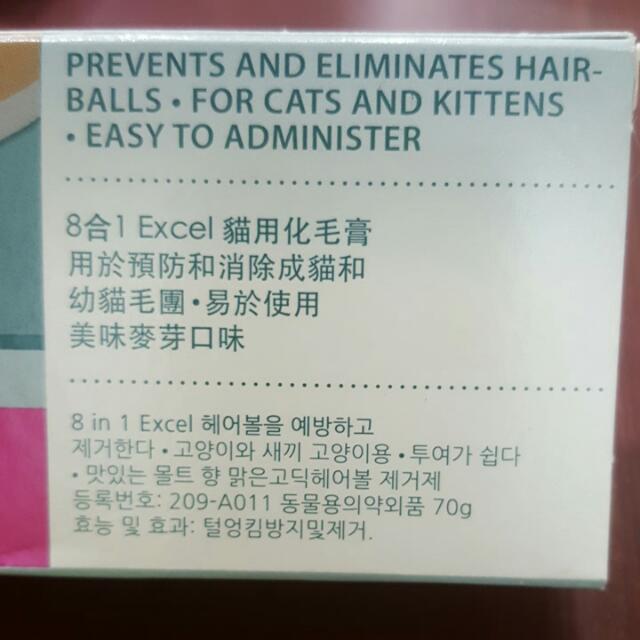 PREVENTS AND ELIMINATES HAIR-
BALLS • FOR CATS AND KITTENS
• EASY TO ADMINISTER
8合1 Excel 貓用化毛膏
用於預防和消除成貓和
幼貓毛團 • 易於使用
美味麥芽口味
8 in 1 Excel 헤어볼을 예방하고
제거한다 • 고양이와 새끼 고양이용 • 투여가 쉽다
• 맛있는 몰트 향 맑은고딕헤어볼 제거제
등록번호: 209-A011 동물용의약외품 70g
효능 및 효과: 털엉킴방지및제거.